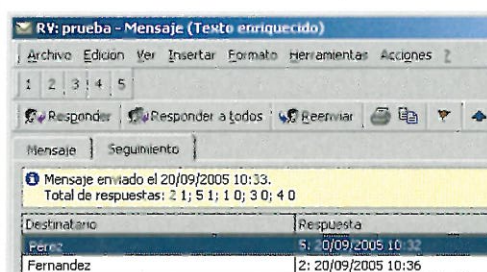 RV: prueba - Mensaje (Texto enriquecido)
Archivo Edición Ver Insertar Formato Herramientas Acciones ?
1 2 3 4 5
Responder Responder a todos Reenviar
Mensaje Seguimiento
Mensaje enviado el 20/09/2005 10:33.
Total de respuestas: 2 1; 5 1; 1 0; 3 0; 4 0
Destinatario Respuesta
Pérez 5: 20/09/2005 10:32
Fernandez 2: 20/09/2005 10:36